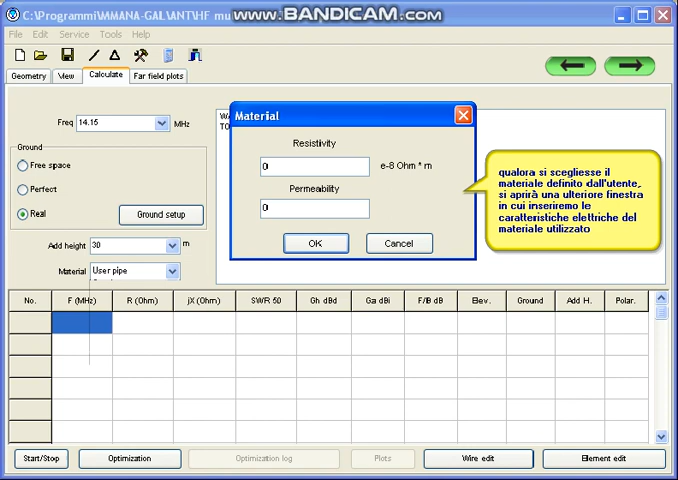 C:\Programmi\MMANA-GAL\ANT\HF mu
www.BANDICAM.com
File Edit Service Tools Help
Geometry View Calculate Far field plots
Freq 14.15 MHz
Ground
Free space
Perfect
Real
Ground setup
Add height 30 m
Material User pipe
Material
Resistivity
0 e-8 Ohm * m
Permeability
0
OK Cancel
qualora si scegliesse il
materiale definito dall'utente,
si aprirà una ulteriore finestra
in cui inseriremo le
caratteristiche elettriche del
materiale utilizzato
No. F (MHz) R (Ohm) jX (Ohm) SWR 50 Gh dBd Ga dBi F/B dB Elev. Ground Add H. Polar.
Start/Stop Optimization Optimization log Plots Wire edit Element edit